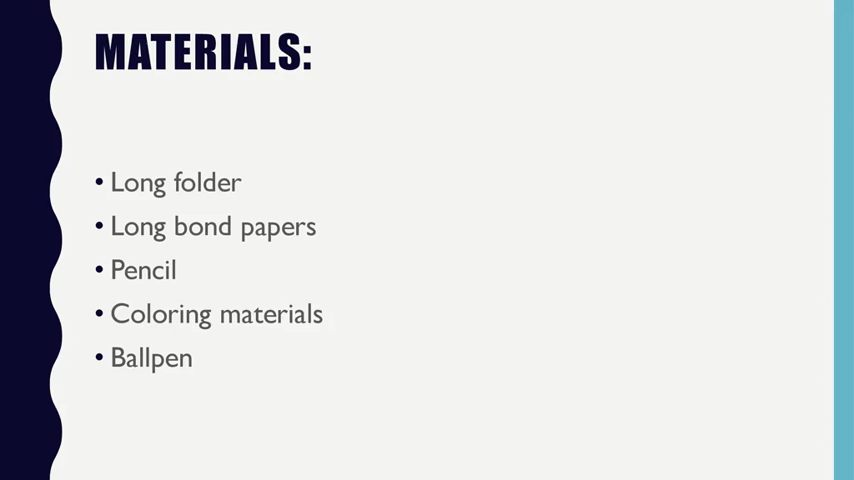 MATERIALS:
• Long folder
• Long bond papers
• Pencil
• Coloring materials
• Ballpen